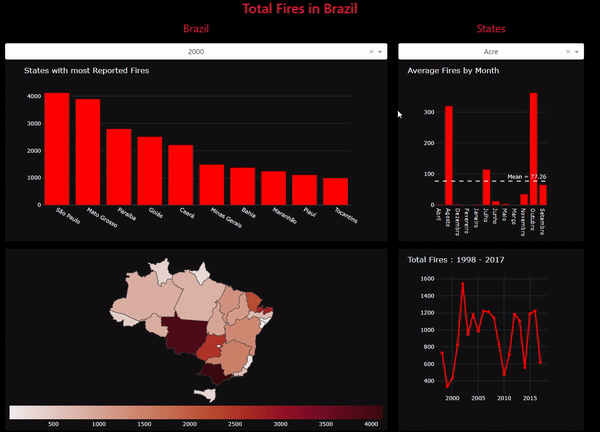 Total Fires in Brazil
Brazil
States
2000
Acre
States with most Reported Fires
4000
3000
2000
1000
0
São Paulo
Mato Grosso
Paraíba
Goiás
Ceará
Minas Gerais
Bahia
Maranhão
Piauí
Tocantins
Average Fires by Month
300
200
100
0
Mean = 77.26
Abril
Agosto
Dezembro
Fevereiro
Janeiro
Julho
Junho
Maio
Março
Novembro
Outubro
Setembro
500
1000
1500
2000
2500
3000
3500
4000
Total Fires : 1998 - 2017
1600
1400
1200
1000
800
600
400
2000
2005
2010
2015